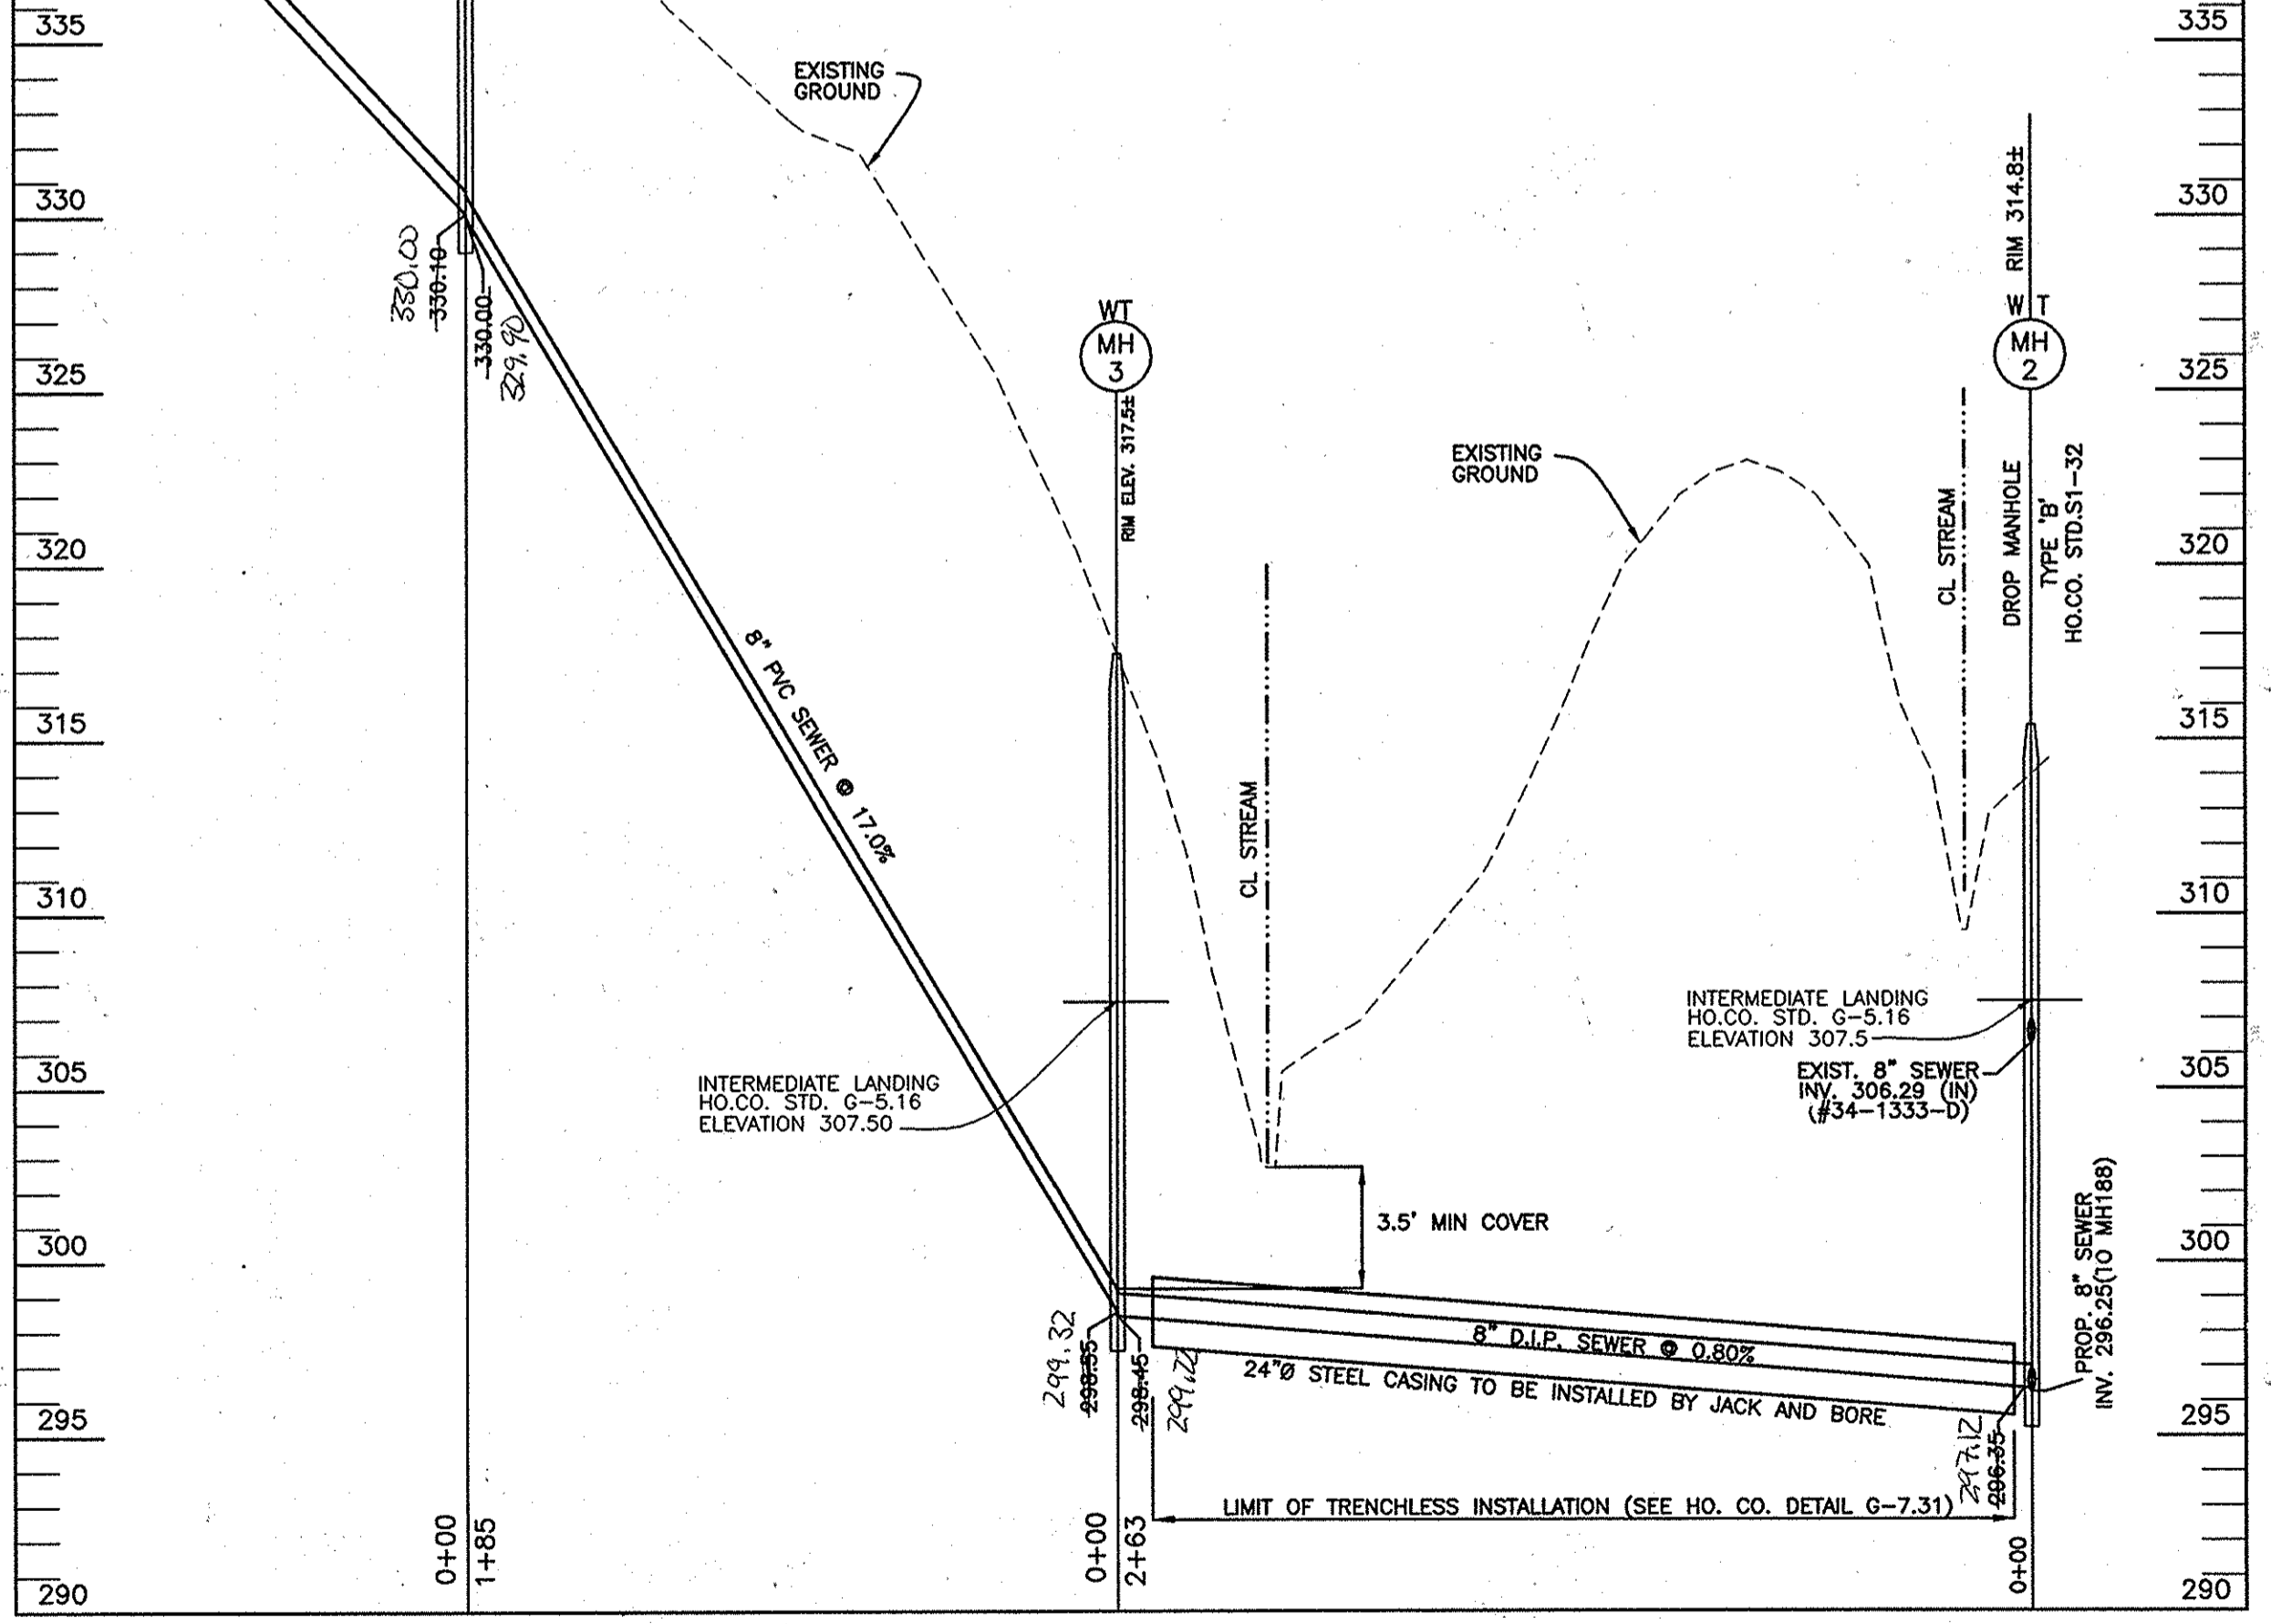 335
330
325
320
315
310
305
300
295
290
335
330
325
320
315
310
305
300
295
290
EXISTING
GROUND
330.00
330.10
330.00
329.90
8" PVC SEWER @ 17.0%
WT
MH
3
RIM ELEV. 317.5±
CL STREAM
EXISTING
GROUND
CL STREAM
RIM 314.8±
WT
MH
2
DROP MANHOLE
TYPE 'B'
HO.CO. STD.S1-32
INTERMEDIATE LANDING
HO.CO. STD. G-5.16
ELEVATION 307.50
INTERMEDIATE LANDING
HO.CO. STD. G-5.16
ELEVATION 307.5
EXIST. 8" SEWER
INV. 306.29 (IN)
(#34-1333-D)
3.5' MIN COVER
PROP. 8" SEWER
INV. 296.25(TO MH188)
299.32
298.55
298.45
8" D.I.P. SEWER @ 0.80%
24"Ø STEEL CASING TO BE INSTALLED BY JACK AND BORE
297.12
296.35
LIMIT OF TRENCHLESS INSTALLATION (SEE HO. CO. DETAIL G-7.31)
0+00
1+85
0+00
2+63
0+00